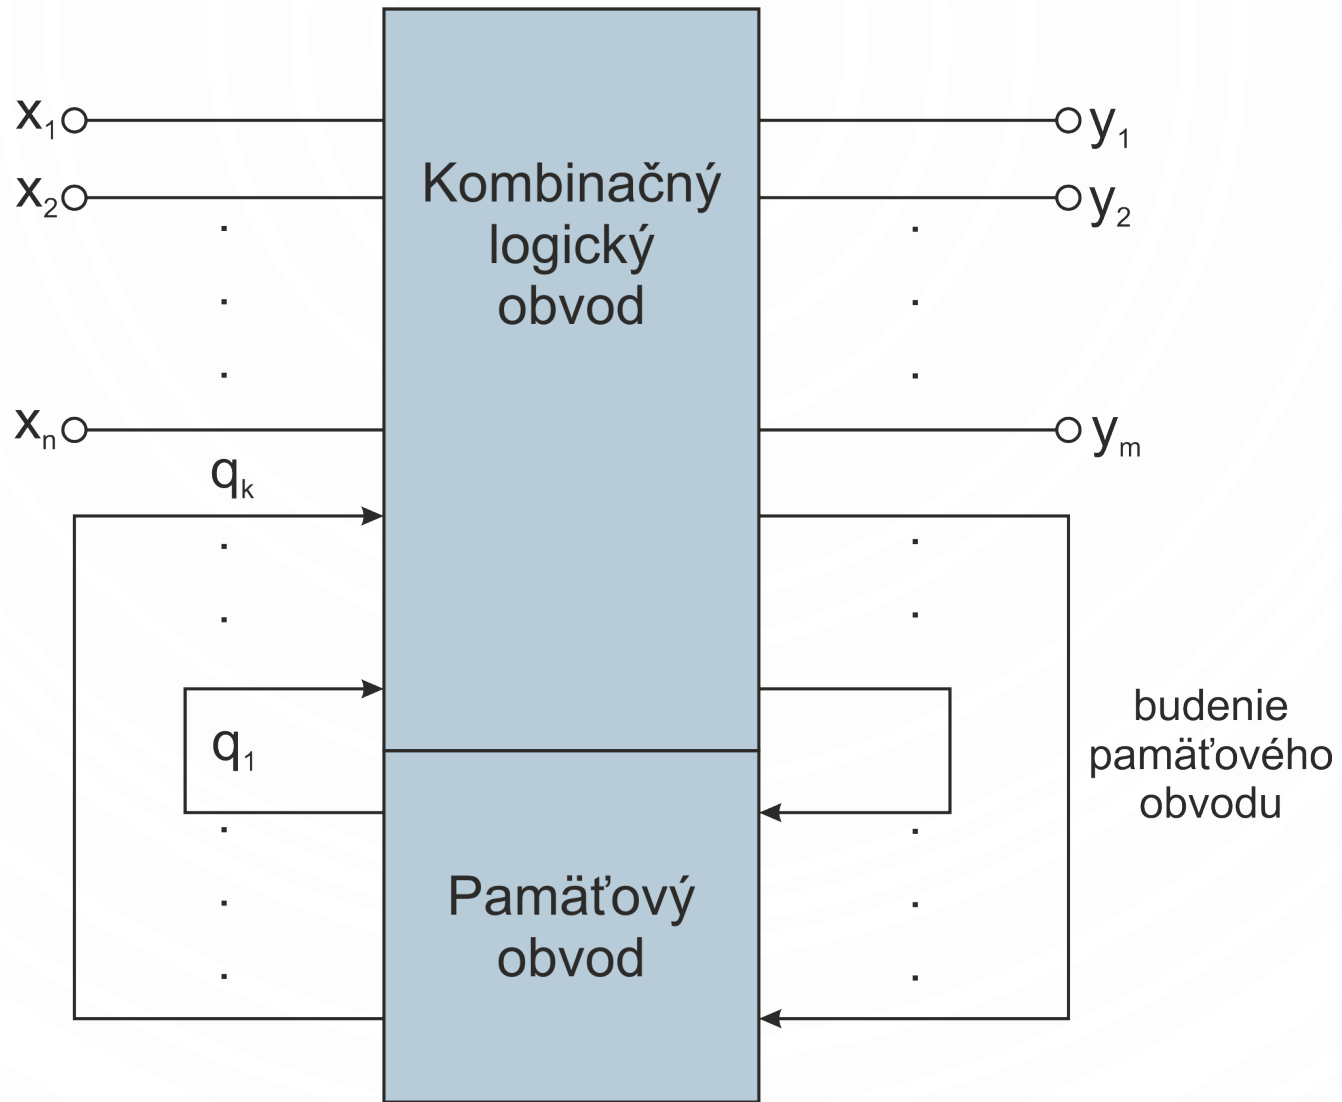 x1
x2
xn
qk
q1
Kombinačný
logický
obvod
Pamäťový
obvod
y1
y2
ym
budenie
pamäťového
obvodu